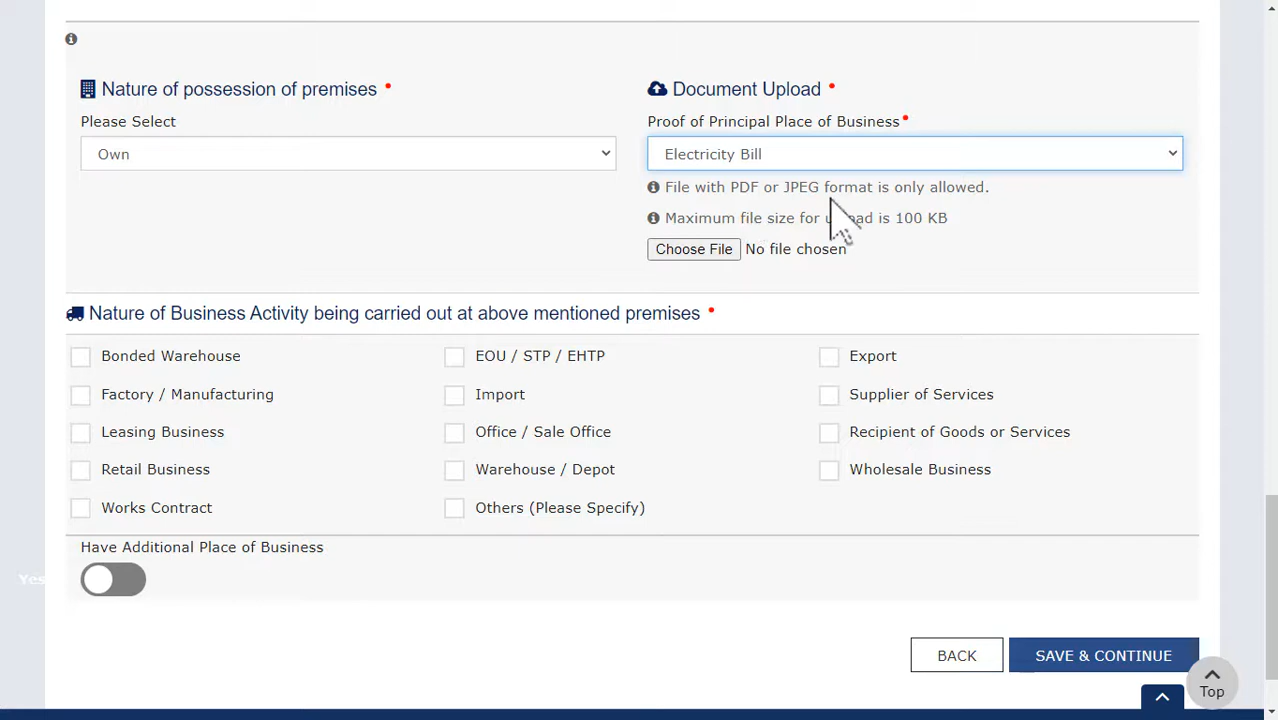 Nature of possession of premises •
Document Upload •
Please Select
Proof of Principal Place of Business •
Own
Electricity Bill
File with PDF or JPEG format is only allowed.
Maximum file size for upload is 100 KB
Choose File No file chosen
Nature of Business Activity being carried out at above mentioned premises •
Bonded Warehouse
EOU / STP / EHTP
Export
Factory / Manufacturing
Import
Supplier of Services
Leasing Business
Office / Sale Office
Recipient of Goods or Services
Retail Business
Warehouse / Depot
Wholesale Business
Works Contract
Others (Please Specify)
Have Additional Place of Business
Yes
BACK
SAVE & CONTINUE
Top